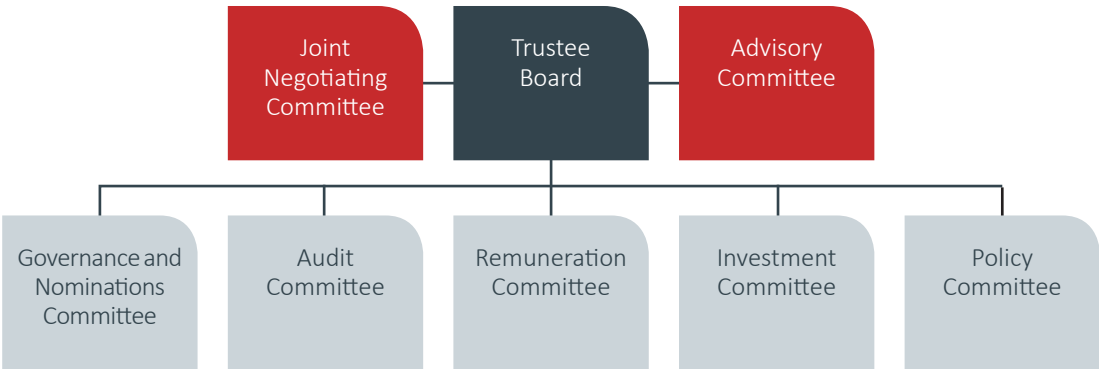 Joint
Negotiating
Committee
Trustee
Board
Advisory
Committee
Governance and
Nominations
Committee
Audit
Committee
Remuneration
Committee
Investment
Committee
Policy
Committee